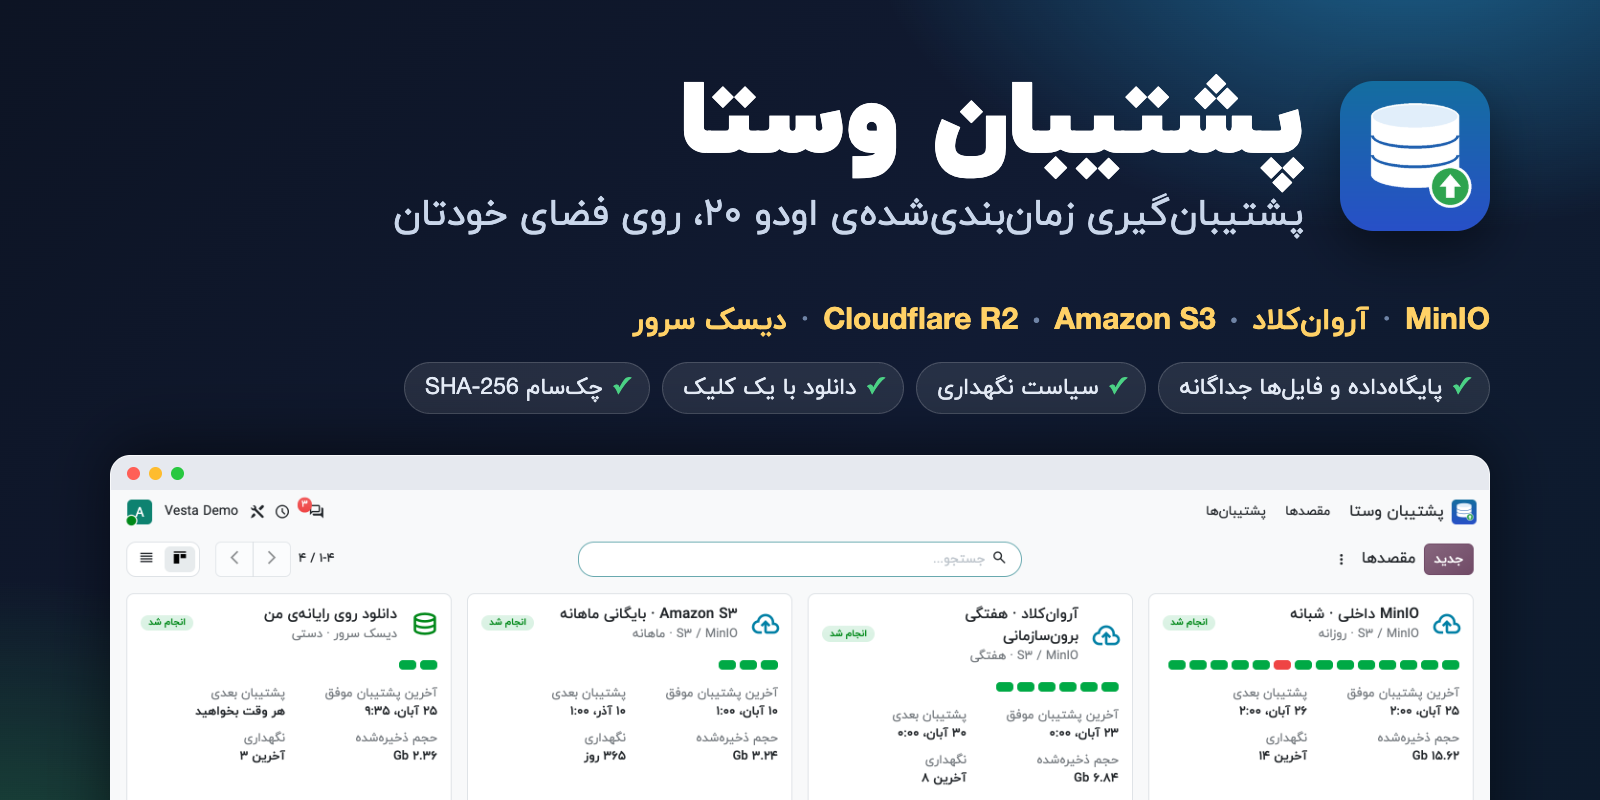 پشتیبان وستا
پشتیبان‌گیری زمان‌بندی‌شده‌ی اودو ۲۰، روی فضای خودتان
MinIO · آروان‌کلاد · Amazon S3 · Cloudflare R2 · دیسک سرور
✓ پایگاه‌داده و فایل‌ها جداگانه
✓ سیاست نگهداری
✓ دانلود با یک کلیک
✓ چک‌سام SHA-256
پشتیبان وستا
مقصدها
پشتیبان‌ها
۳
Vesta Demo
A
جدید
مقصدها
جستجو...
۱-۴ / ۴
MinIO داخلی · شبانه
S۳ / MinIO · روزانه
انجام شد
آخرین پشتیبان موفق
۲۵ آبان، ۲:۰۰
پشتیبان بعدی
۲۶ آبان، ۲:۰۰
حجم ذخیره‌شده
۱۵.۶۲ Gb
نگهداری
آخرین ۱۴
آروان‌کلاد · هفتگی
برون‌سازمانی
S۳ / MinIO · هفتگی
انجام شد
آخرین پشتیبان موفق
۲۳ آبان، ۰:۰۰
پشتیبان بعدی
۳۰ آبان، ۰:۰۰
حجم ذخیره‌شده
۶.۸۴ Gb
نگهداری
آخرین ۸
Amazon S۳ · بایگانی ماهانه
S۳ / MinIO · ماهانه
انجام شد
آخرین پشتیبان موفق
۱۰ آبان، ۱:۰۰
پشتیبان بعدی
۱۰ آذر، ۱:۰۰
حجم ذخیره‌شده
۳.۲۴ Gb
نگهداری
۳۶۵ روز
دانلود روی رایانه‌ی من
دیسک سرور · دستی
انجام شد
آخرین پشتیبان موفق
۲۵ آبان، ۹:۳۵
پشتیبان بعدی
هر وقت بخواهید
حجم ذخیره‌شده
۲.۳۶ Gb
نگهداری
آخرین ۳